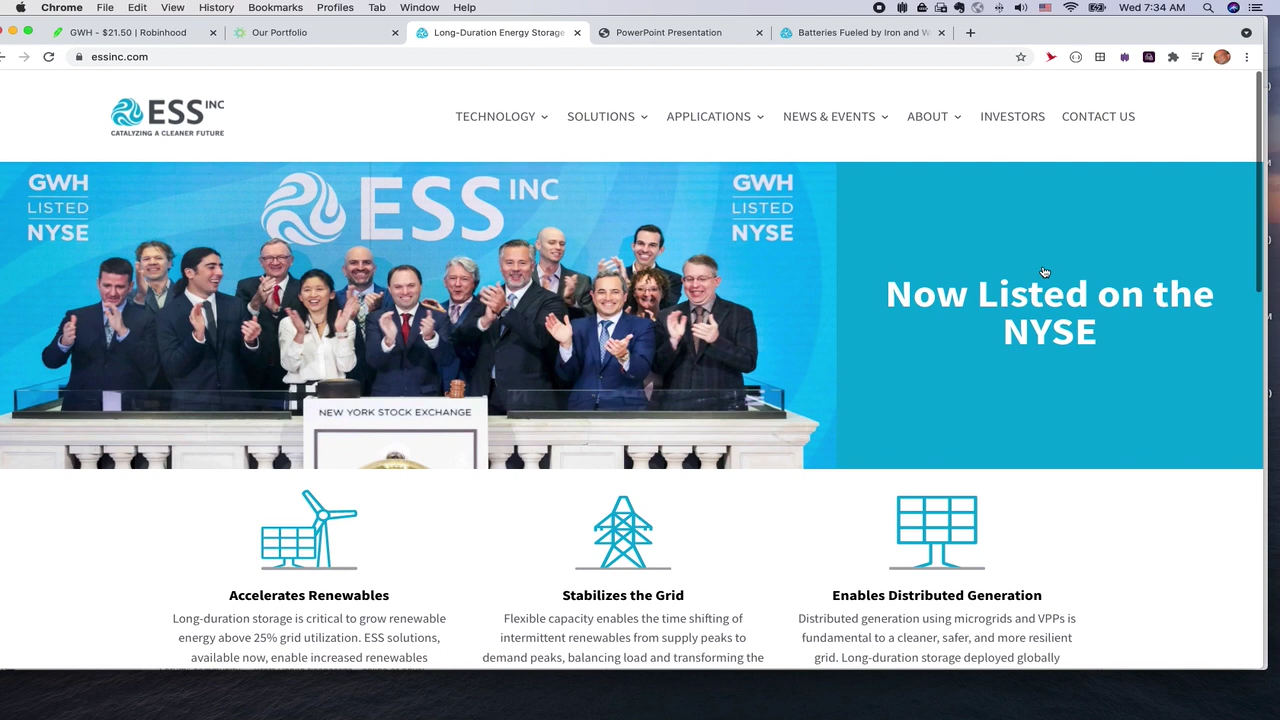 Chrome File Edit View History Bookmarks Profiles Tab Window Help Wed 7:34 AM
GWH - $21.50 | Robinhood
Our Portfolio
Long-Duration Energy Storage
PowerPoint Presentation
Batteries Fueled by Iron and W
essinc.com
ESS INC
CATALYZING A CLEANER FUTURE
TECHNOLOGY SOLUTIONS APPLICATIONS NEWS & EVENTS ABOUT INVESTORS CONTACT US
GWH
LISTED
NYSE
ESS INC
GWH
LISTED
NYSE
NEW YORK STOCK EXCHANGE
Now Listed on the
NYSE
Accelerates Renewables
Long-duration storage is critical to grow renewable
energy above 25% grid utilization. ESS solutions,
available now, enable increased renewables
Stabilizes the Grid
Flexible capacity enables the time shifting of
intermittent renewables from supply peaks to
demand peaks, balancing load and transforming the
Enables Distributed Generation
Distributed generation using microgrids and VPPs is
fundamental to a cleaner, safer, and more resilient
grid. Long-duration storage deployed globally